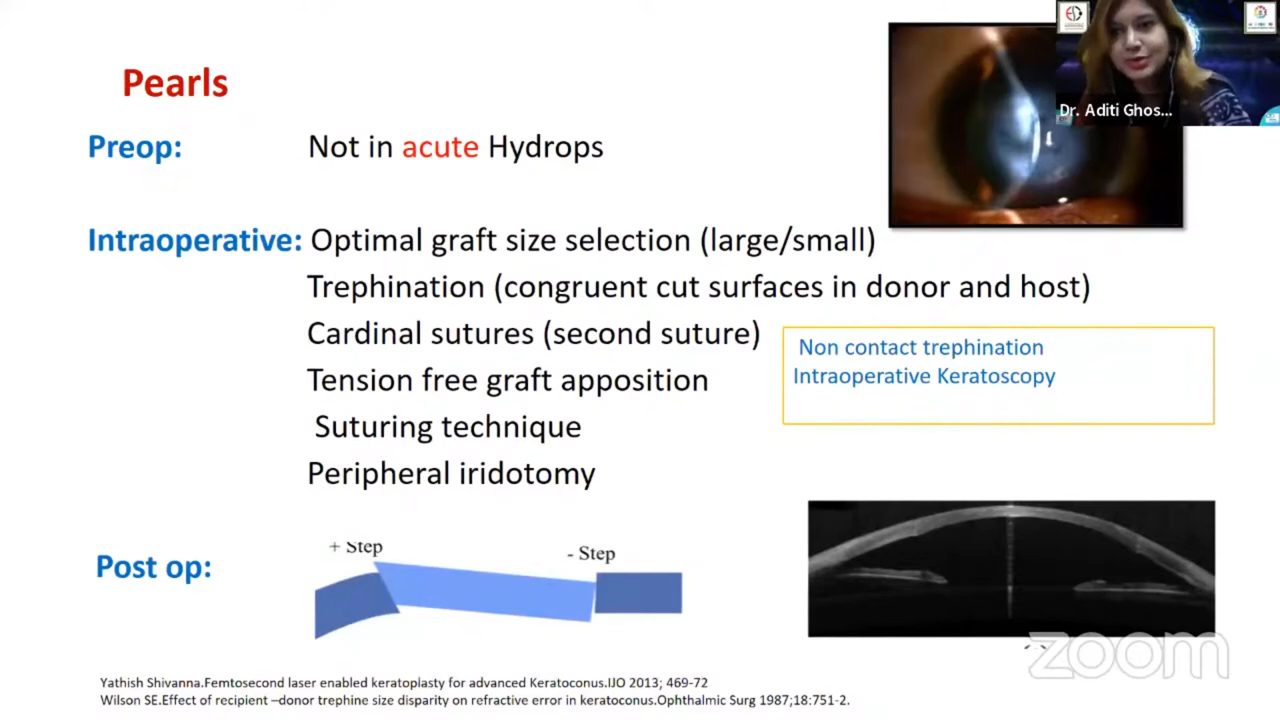 Pearls
Dr. Aditi Ghos...
Preop: Not in acute Hydrops
Intraoperative: Optimal graft size selection (large/small)
Trephination (congruent cut surfaces in donor and host)
Cardinal sutures (second suture)
Non contact trephination
Intraoperative Keratoscopy
Tension free graft apposition
Suturing technique
Peripheral iridotomy
Post op:
+ Step
- Step
zoom
Yathish Shivanna.Femtosecond laser enabled keratoplasty for advanced Keratoconus.IJO 2013; 469-72
Wilson SE.Effect of recipient –donor trephine size disparity on refractive error in keratoconus.Ophthalmic Surg 1987;18:751-2.